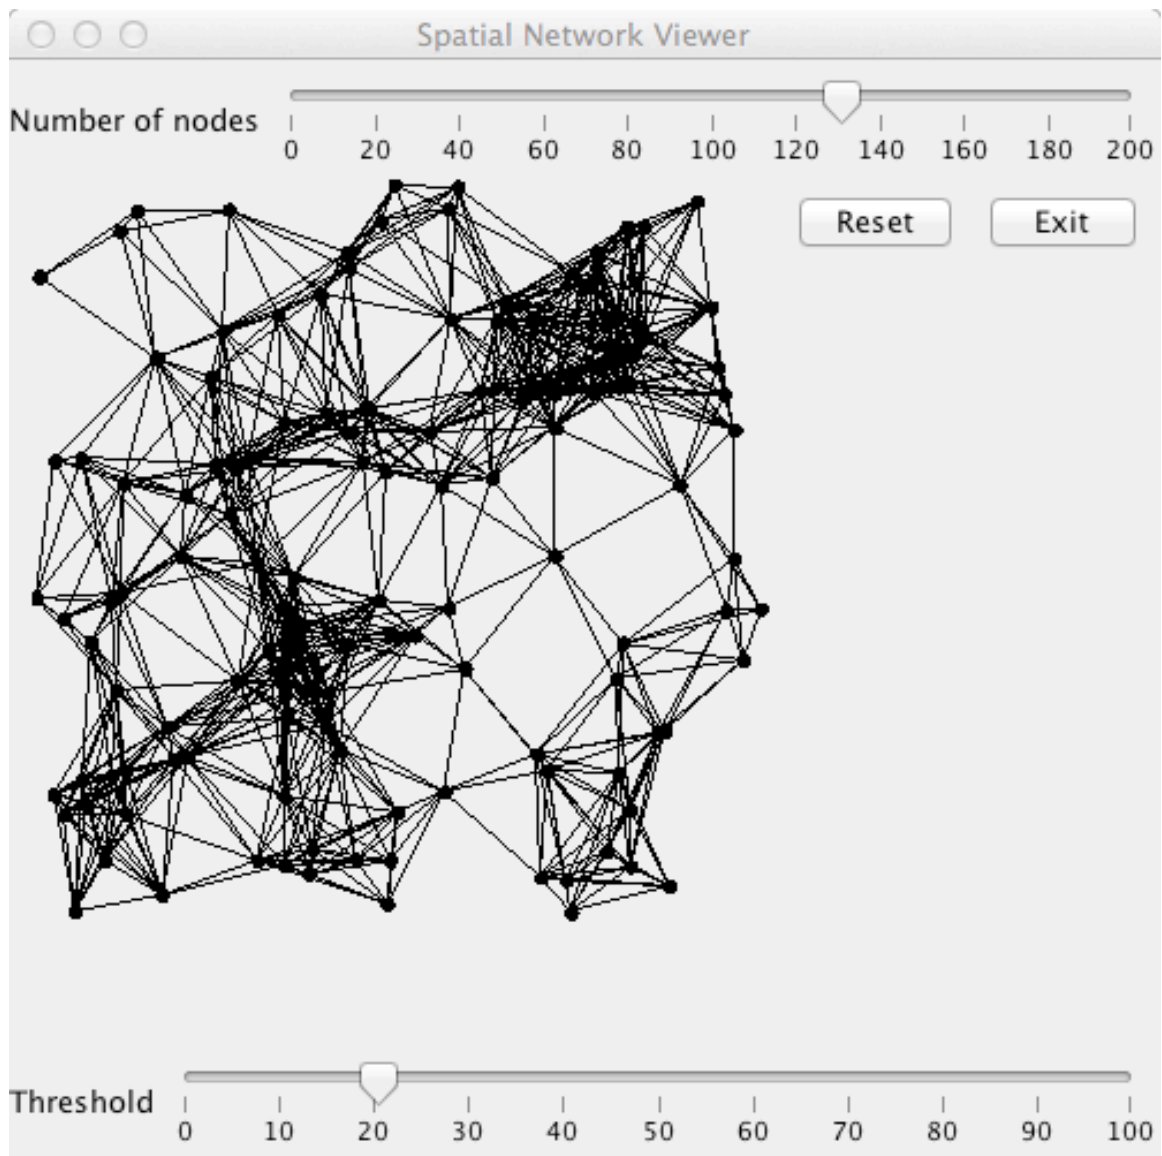 Spatial Network Viewer
Number of nodes
0 20 40 60 80 100 120 140 160 180 200
Reset Exit
Threshold
0 10 20 30 40 50 60 70 80 90 100